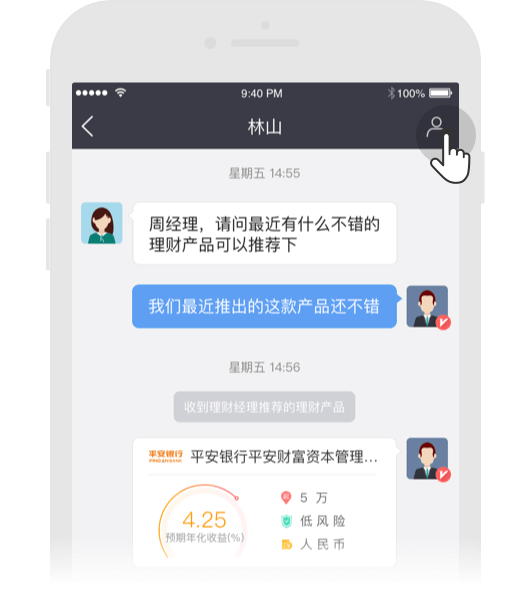 9:40 PM
100%
林山
星期五 14:55
周经理，请问最近有什么不错的
理财产品可以推荐下
我们最近推出的这款产品还不错
星期五 14:56
收到理财经理推荐的理财产品
平安银行
PINGAN BANK
平安银行平安财富资本管理...
4.25
预期年化收益(%)
5 万
低风险
人民币